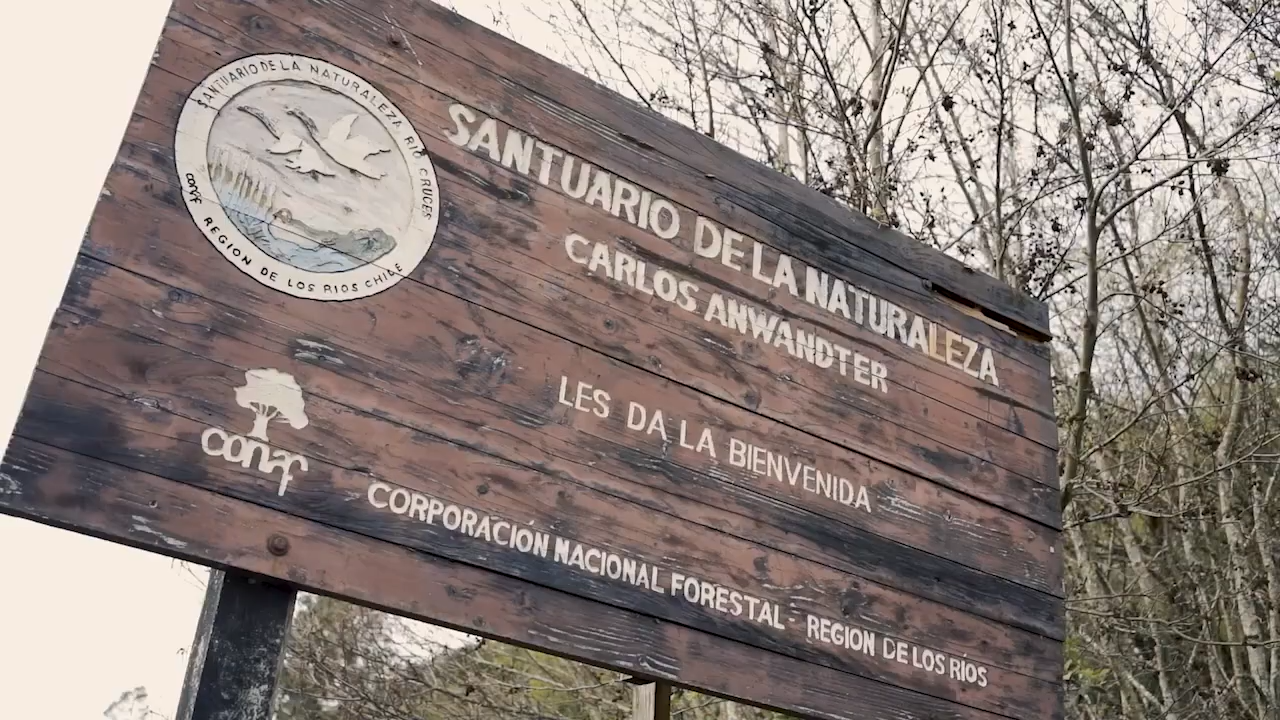 SANTUARIO DE LA NATURALEZA RIO CRUCES
conaf REGION DE LOS RIOS CHILE
SANTUARIO DE LA NATURALEZA
CARLOS ANWANDTER
LES DA LA BIENVENIDA
conaf
CORPORACIÓN NACIONAL FORESTAL - REGION DE LOS RÍOS